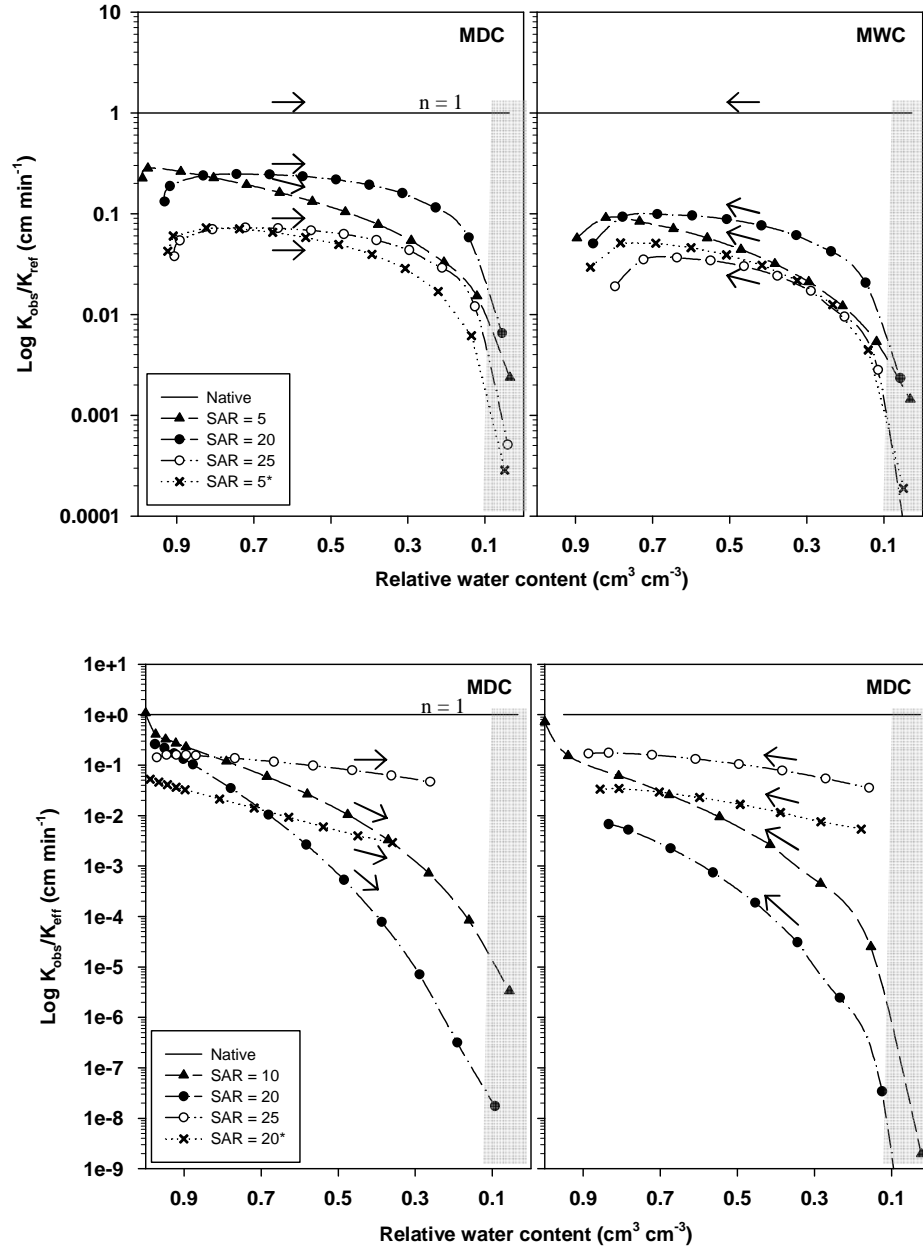 MDC
MWC
n = 1
10
1
0.1
0.01
0.001
0.0001
Log K_obs/K_ref (cm min⁻¹)
Native
SAR = 5
SAR = 20
SAR = 25
SAR = 5*
0.9 0.7 0.5 0.3 0.1 0.9 0.7 0.5 0.3 0.1
Relative water content (cm³ cm⁻³)
MDC
MDC
n = 1
1e+1
1e+0
1e-1
1e-2
1e-3
1e-4
1e-5
1e-6
1e-7
1e-8
1e-9
Log K_obs/K_eff (cm min⁻¹)
Native
SAR = 10
SAR = 20
SAR = 25
SAR = 20*
0.9 0.7 0.5 0.3 0.1 0.9 0.7 0.5 0.3 0.1
Relative water content (cm³ cm⁻³)